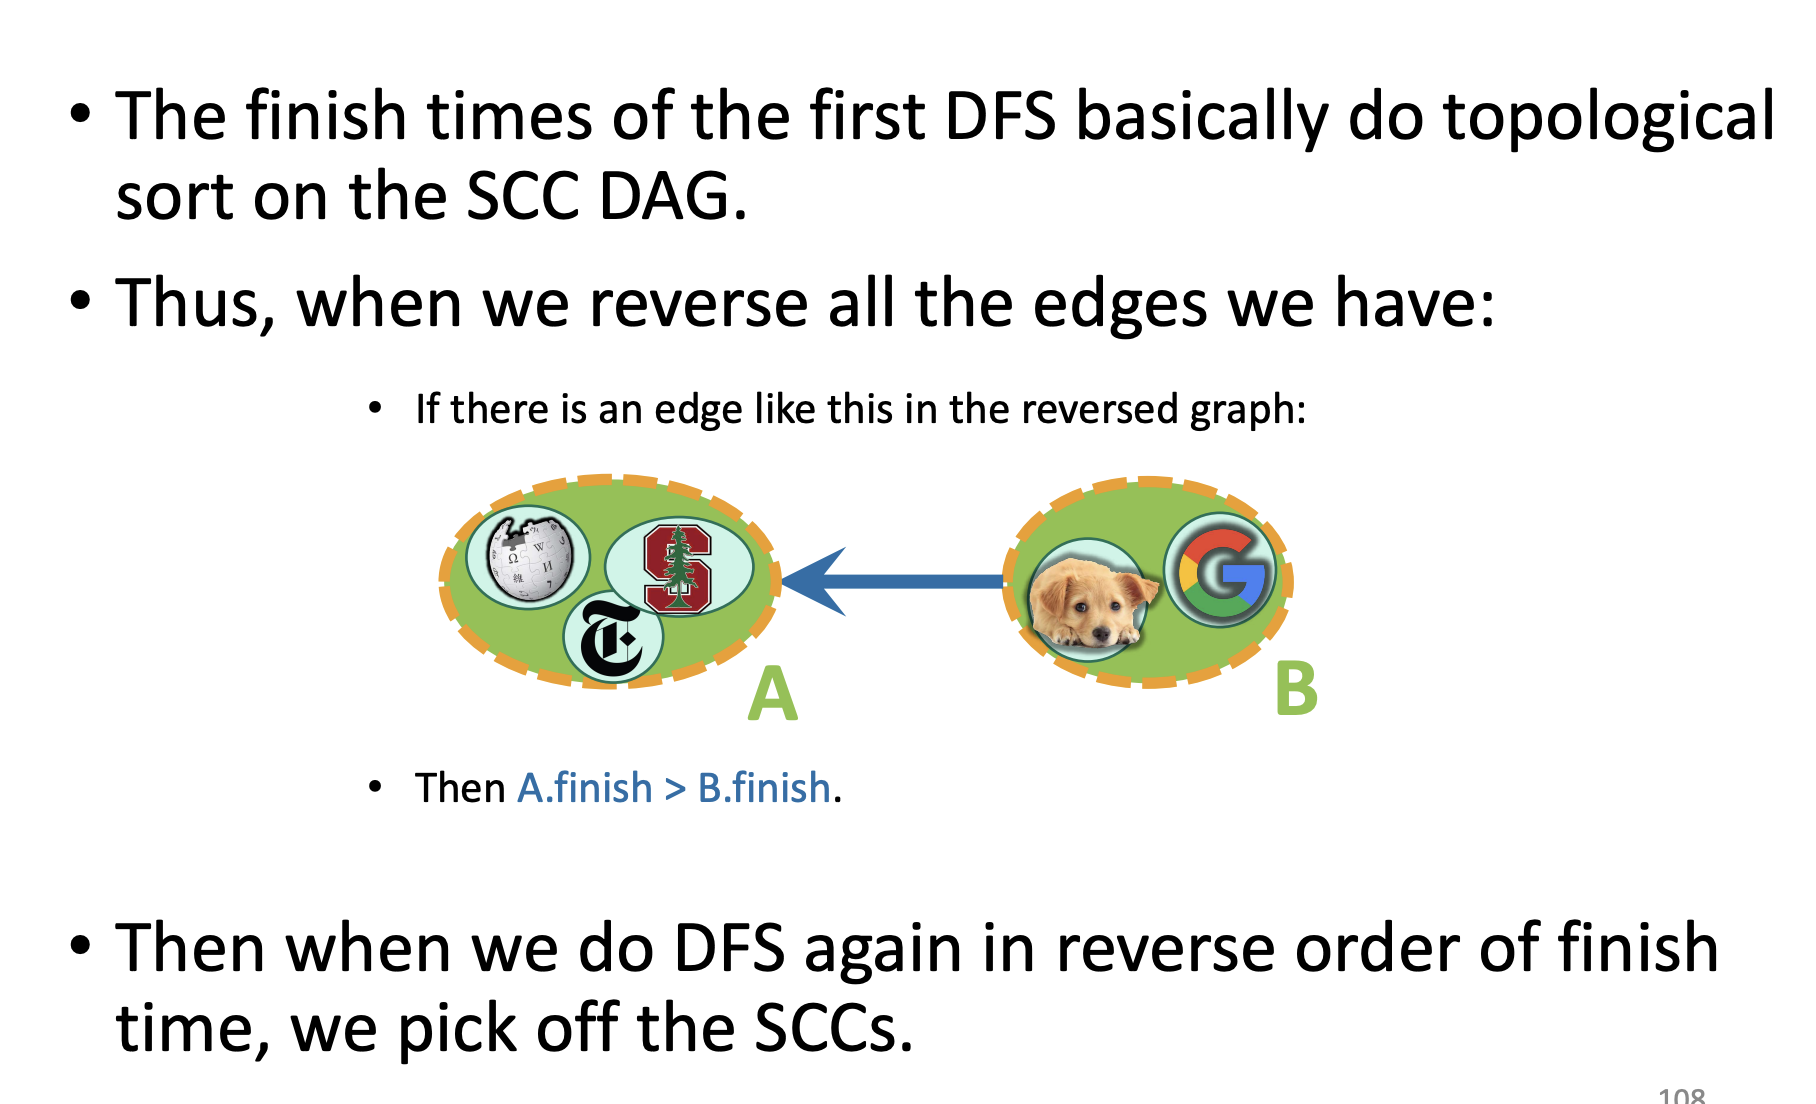 • The finish times of the first DFS basically do topological
sort on the SCC DAG.
• Thus, when we reverse all the edges we have:
• If there is an edge like this in the reversed graph:
A
B
• Then A.finish > B.finish.
• Then when we do DFS again in reverse order of finish
time, we pick off the SCCs.
108